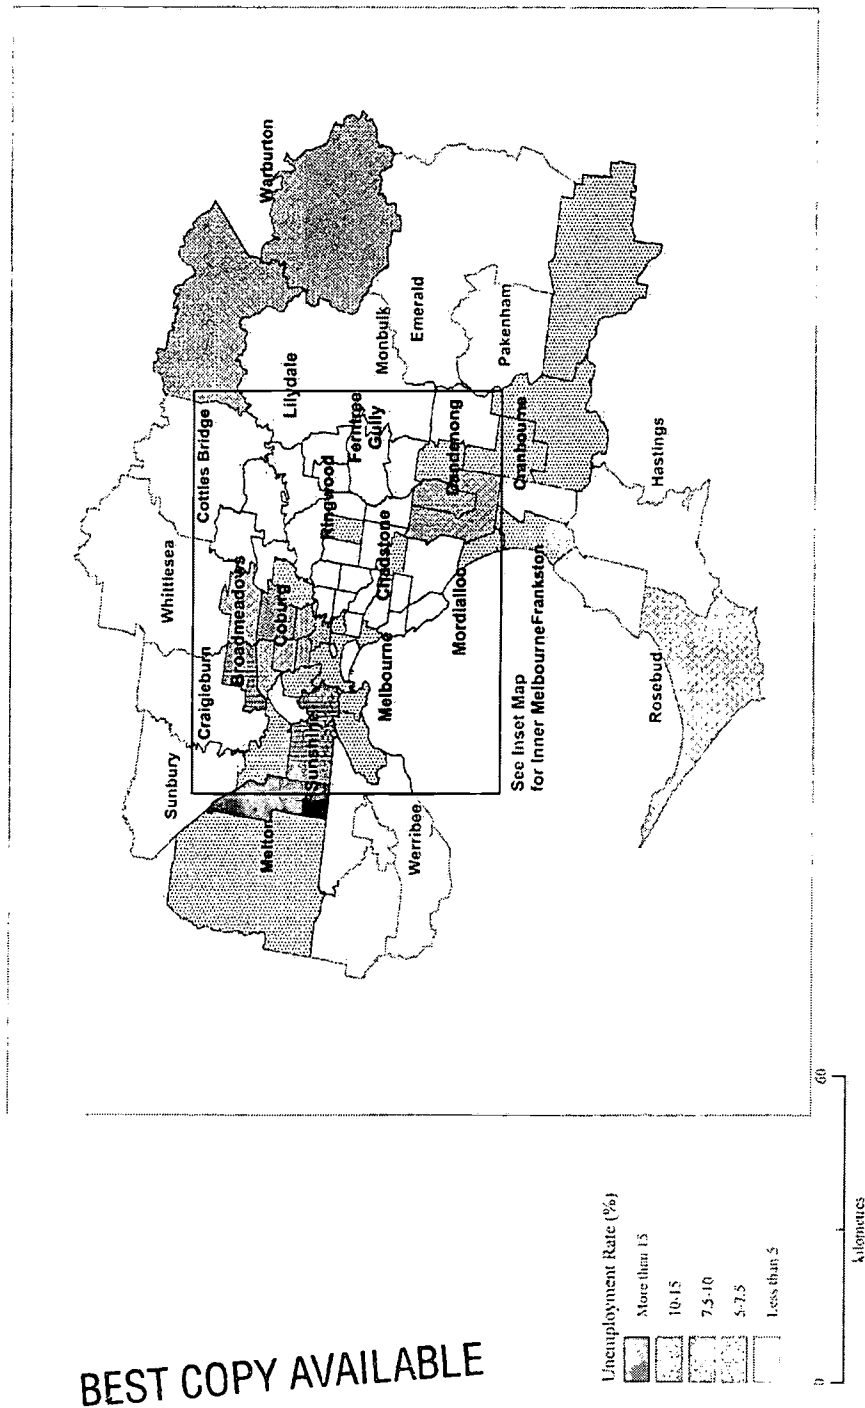 Warburton
Cottles Bridge
Lilydale
Monbulk
Emerald
Pakenham
Whittlesea
Ringwood
Ferntree
Gully
Dandenong
Cranbourne
Hastings
Craigieburn
Broadmeadows
Coburg
Chadstone
Mordialloc
Frankston
Sunbury
Melton
Sunshine
Melbourne
Werribee
Rosebud
See Inset Map
for Inner Melbourne
Unemployment Rate (%)
More than 15
10-15
7.5-10
5-7.5
Less than 5
0
60
kilometres
BEST COPY AVAILABLE